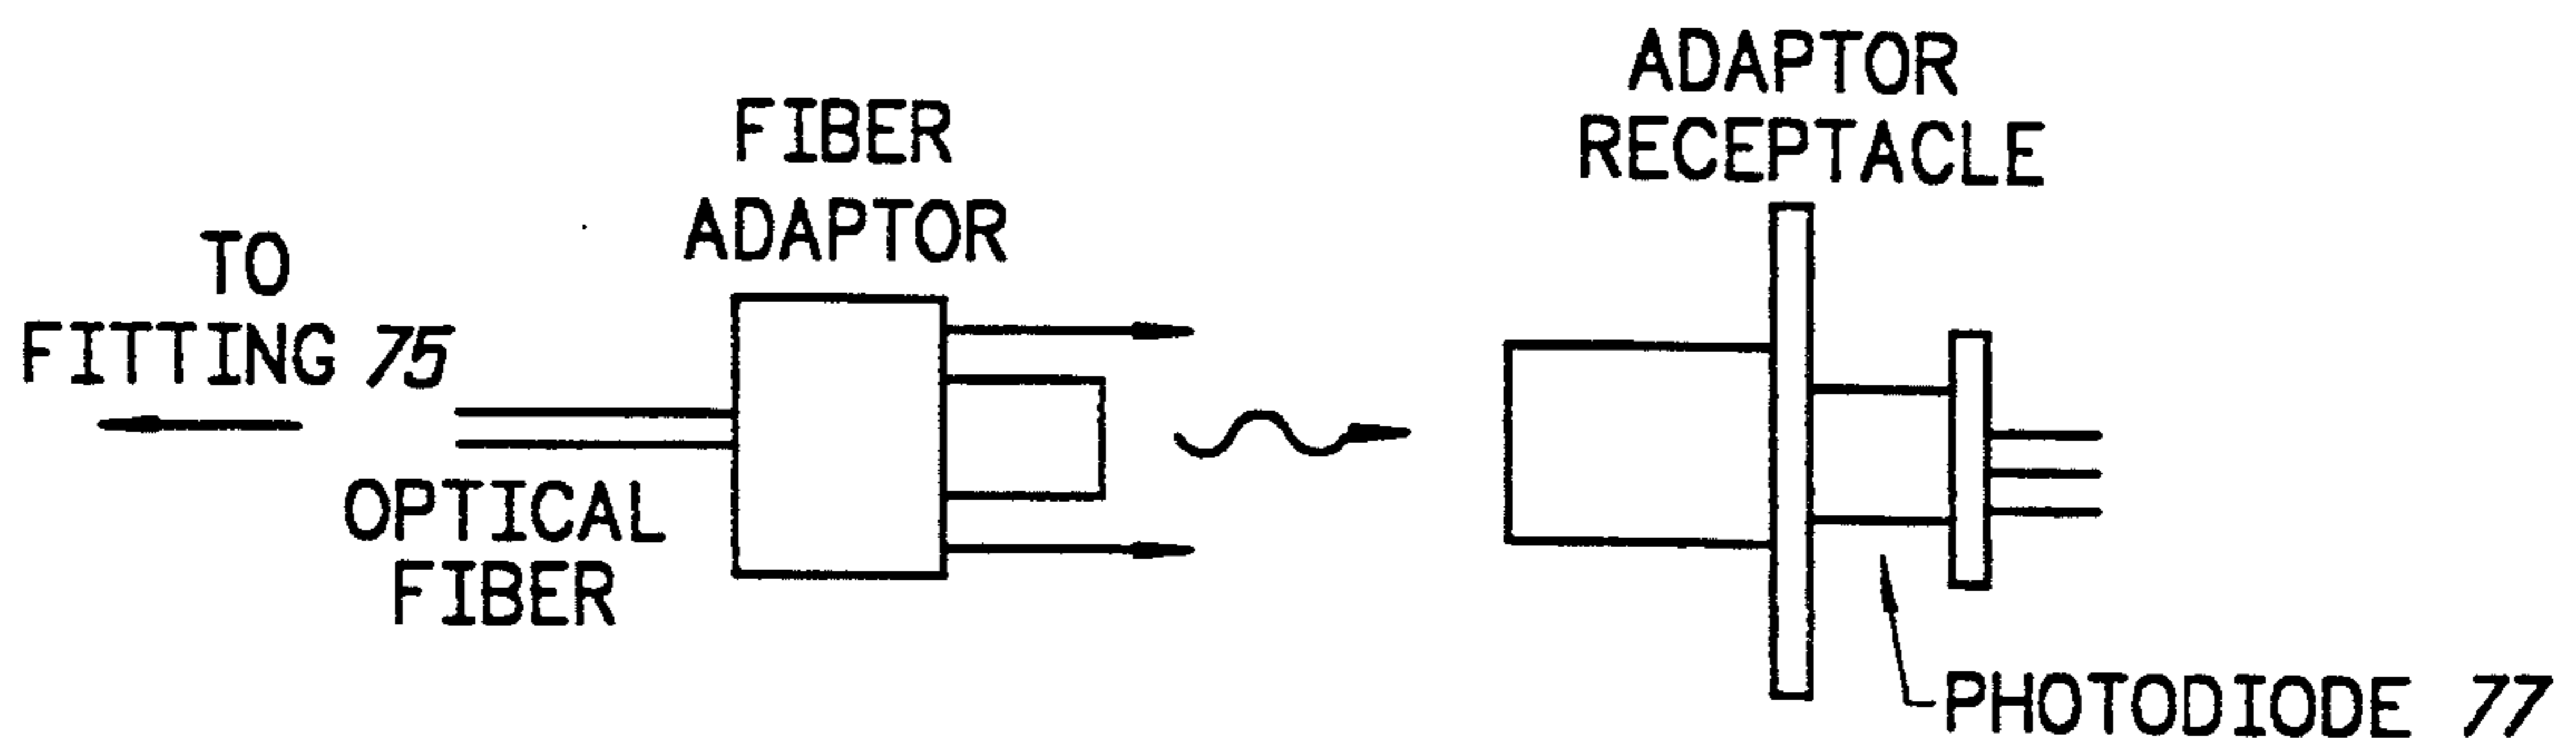 TO
FITTING 75
OPTICAL
FIBER
FIBER
ADAPTOR
ADAPTOR
RECEPTACLE
PHOTODIODE 77